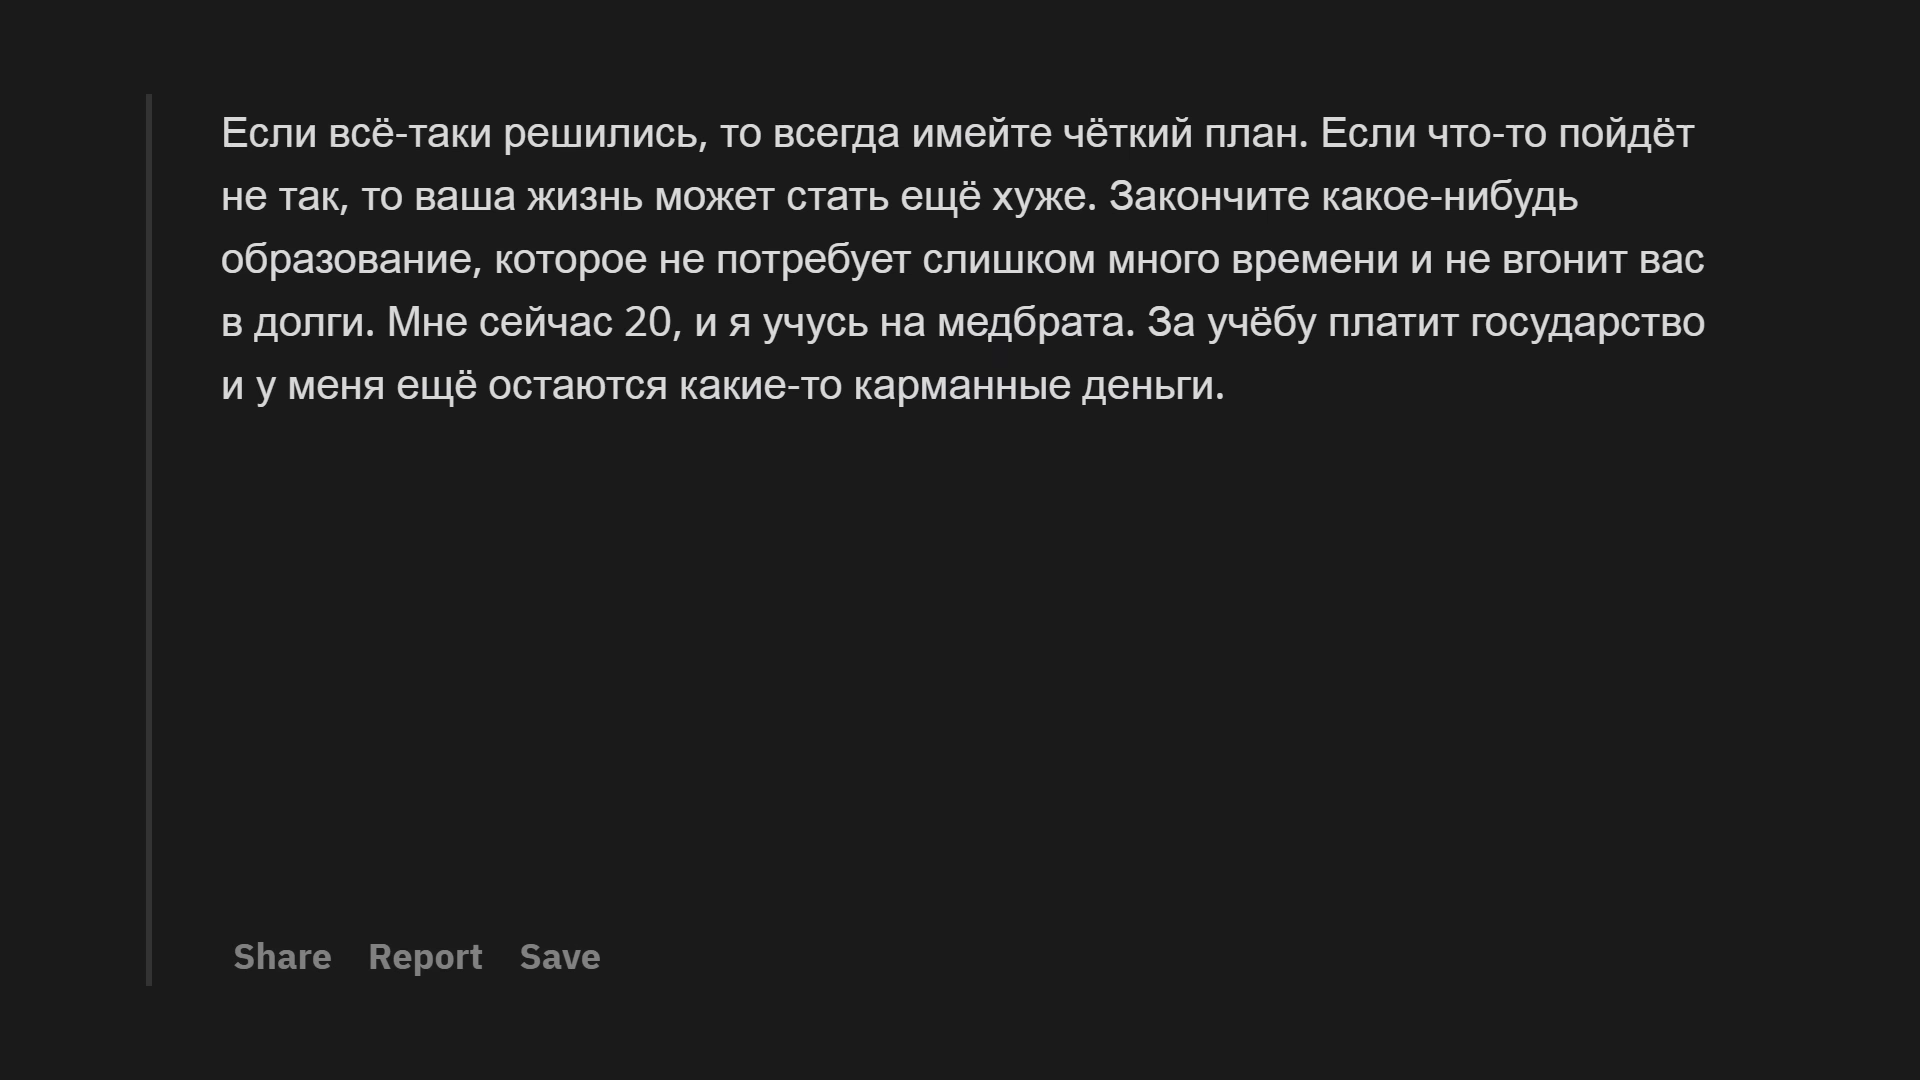 Если всё-таки решились, то всегда имейте чёткий план. Если что-то пойдёт
не так, то ваша жизнь может стать ещё хуже. Закончите какое-нибудь
образование, которое не потребует слишком много времени и не вгонит вас
в долги. Мне сейчас 20, и я учусь на медбрата. За учёбу платит государство
и у меня ещё остаются какие-то карманные деньги.
Share Report Save